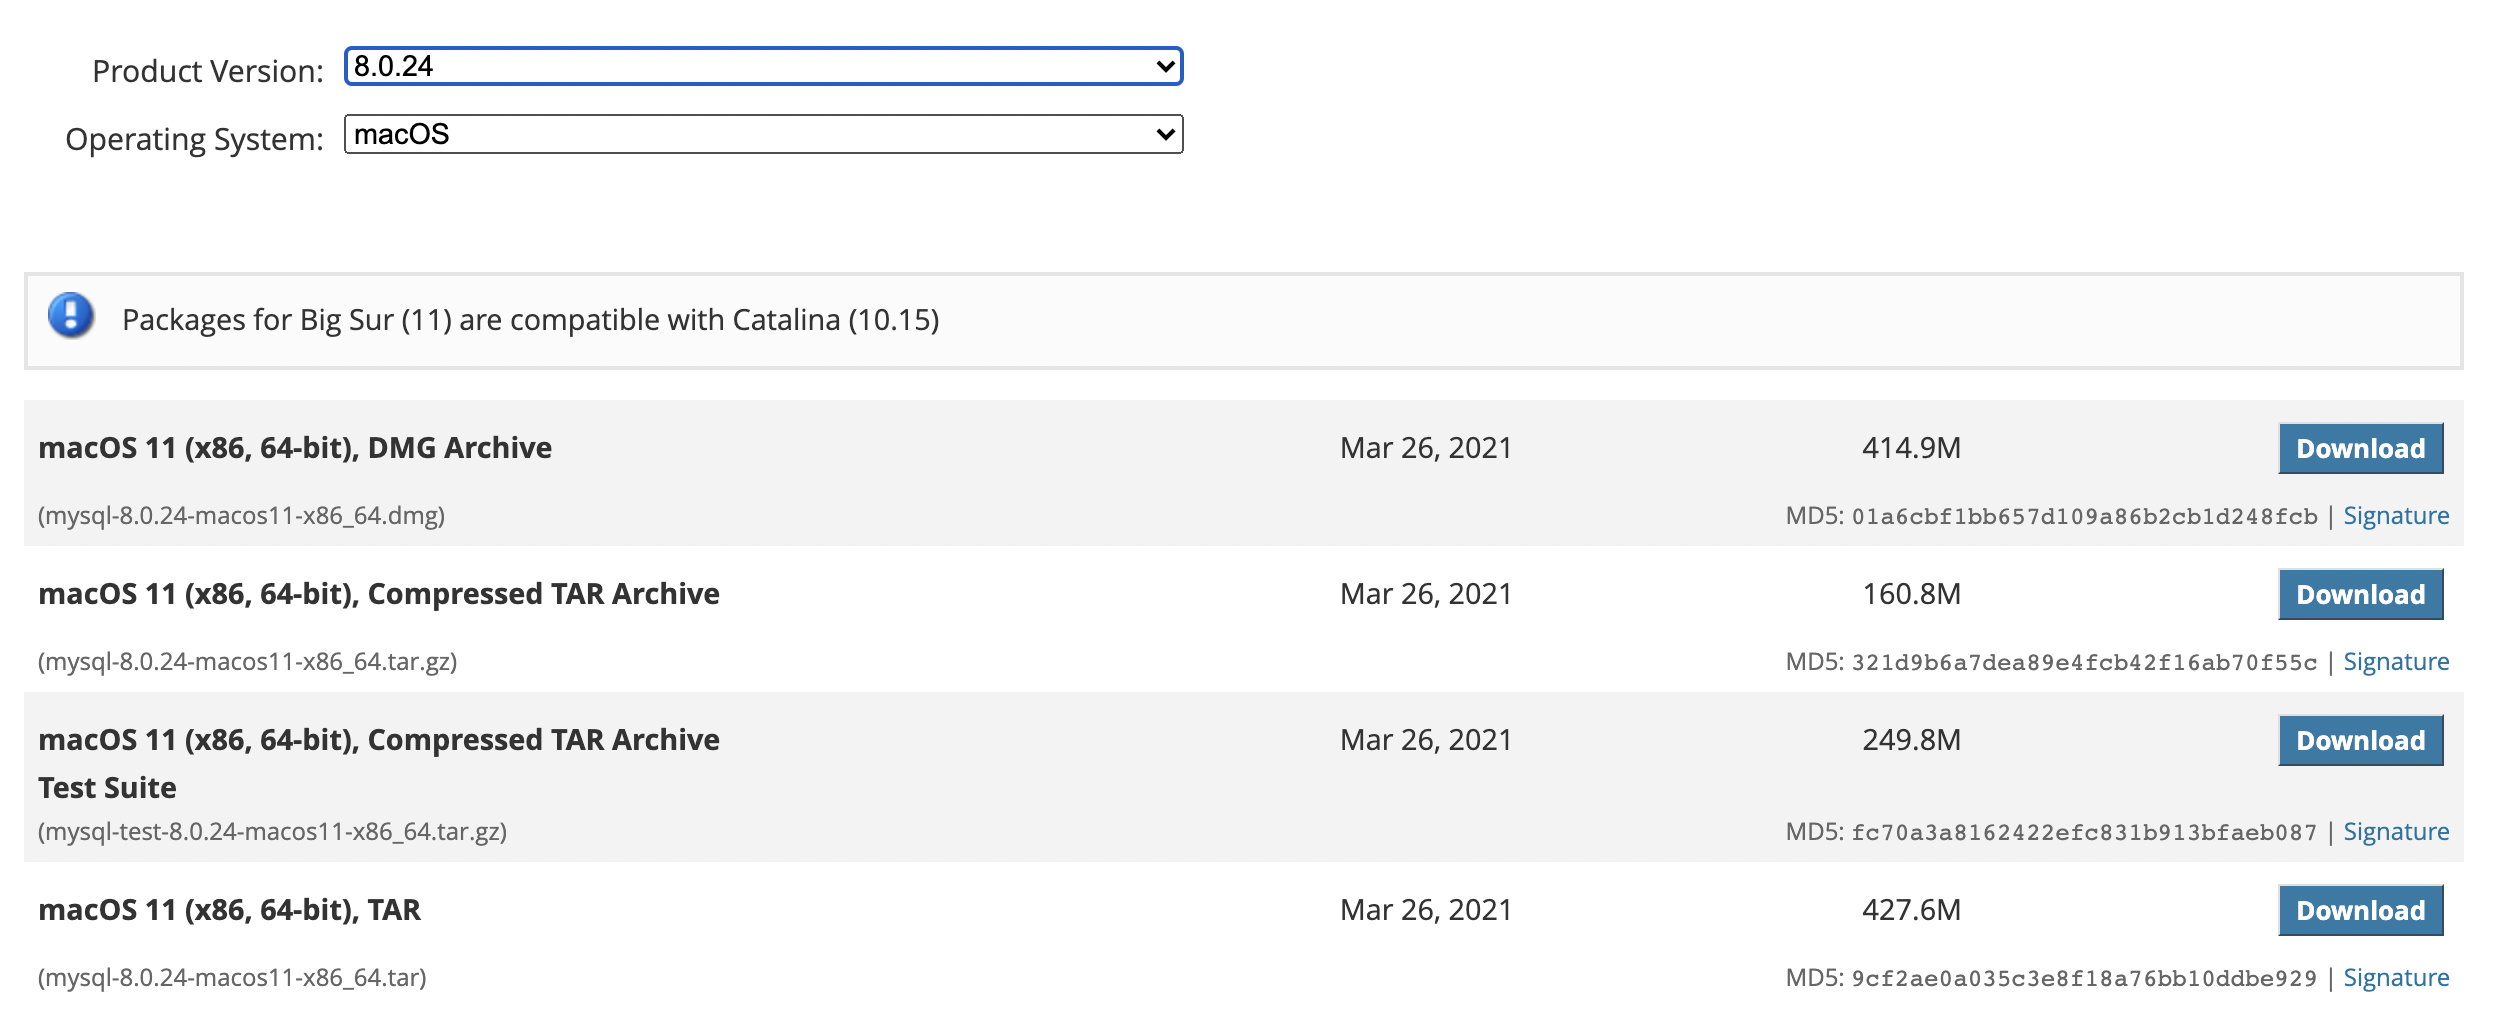 Product Version: 8.0.24
Operating System: macOS
Packages for Big Sur (11) are compatible with Catalina (10.15)
macOS 11 (x86, 64-bit), DMG Archive Mar 26, 2021 414.9M Download
(mysql-8.0.24-macos11-x86_64.dmg) MD5: 01a6cbf1bb657d109a86b2cb1d248fcb | Signature
macOS 11 (x86, 64-bit), Compressed TAR Archive Mar 26, 2021 160.8M Download
(mysql-8.0.24-macos11-x86_64.tar.gz) MD5: 321d9b6a7dea89e4fcb42f16ab70f55c | Signature
macOS 11 (x86, 64-bit), Compressed TAR Archive Mar 26, 2021 249.8M Download
Test Suite
(mysql-test-8.0.24-macos11-x86_64.tar.gz) MD5: fc70a3a8162422efc831b913bfaeb087 | Signature
macOS 11 (x86, 64-bit), TAR Mar 26, 2021 427.6M Download
(mysql-8.0.24-macos11-x86_64.tar) MD5: 9cf2ae0a035c3e8f18a76bb10ddbe929 | Signature